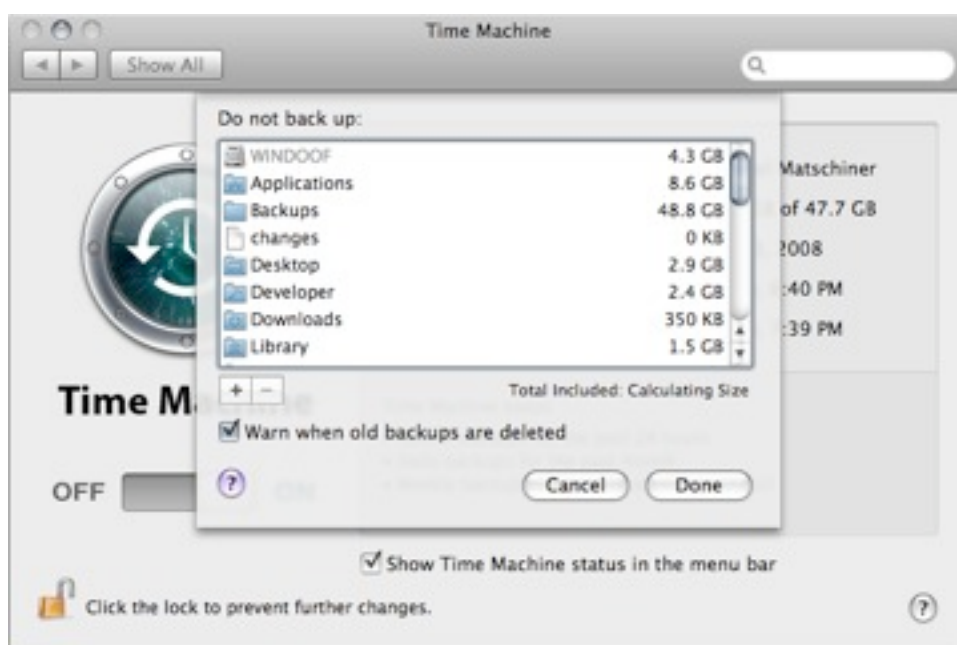 Time Machine
Show All
Do not back up:
WINDOOF 4.3 GB
Applications 8.6 GB
Backups 48.8 GB
changes 0 KB
Desktop 2.9 GB
Developer 2.4 GB
Downloads 350 KB
Library 1.5 GB
Matschiner
of 47.7 GB
2008
:40 PM
:39 PM
+ -
Total Included: Calculating Size
Warn when old backups are deleted
? Cancel Done
Time Machine
OFF ON
Show Time Machine status in the menu bar
Click the lock to prevent further changes.
?